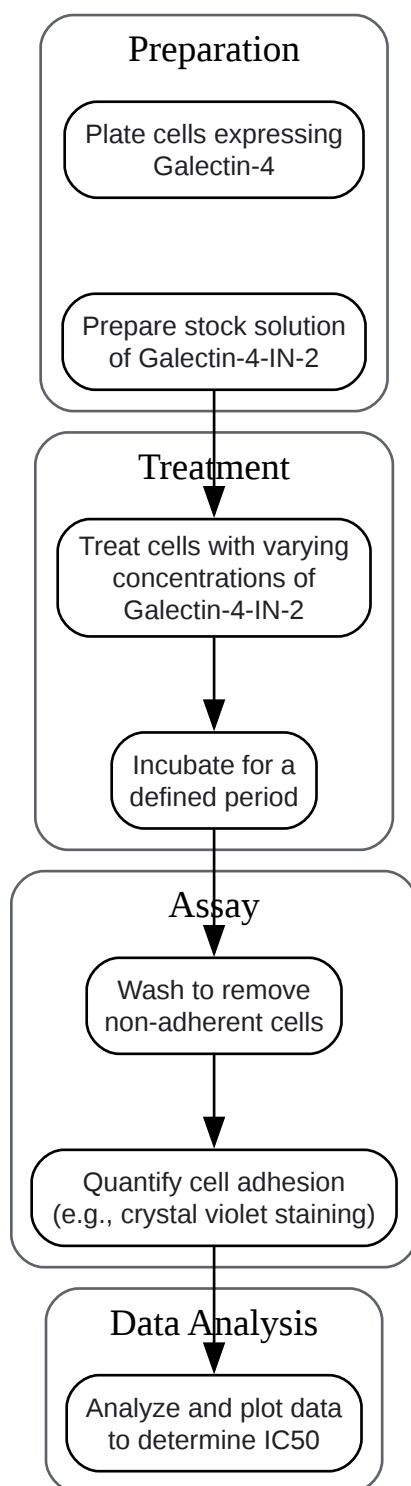 Preparation
Plate cells expressing
Galectin-4
Prepare stock solution
of Galectin-4-IN-2
Treatment
Treat cells with varying
concentrations of
Galectin-4-IN-2
Incubate for a
defined period
Assay
Wash to remove
non-adherent cells
Quantify cell adhesion
(e.g., crystal violet staining)
Data Analysis
Analyze and plot data
to determine IC50